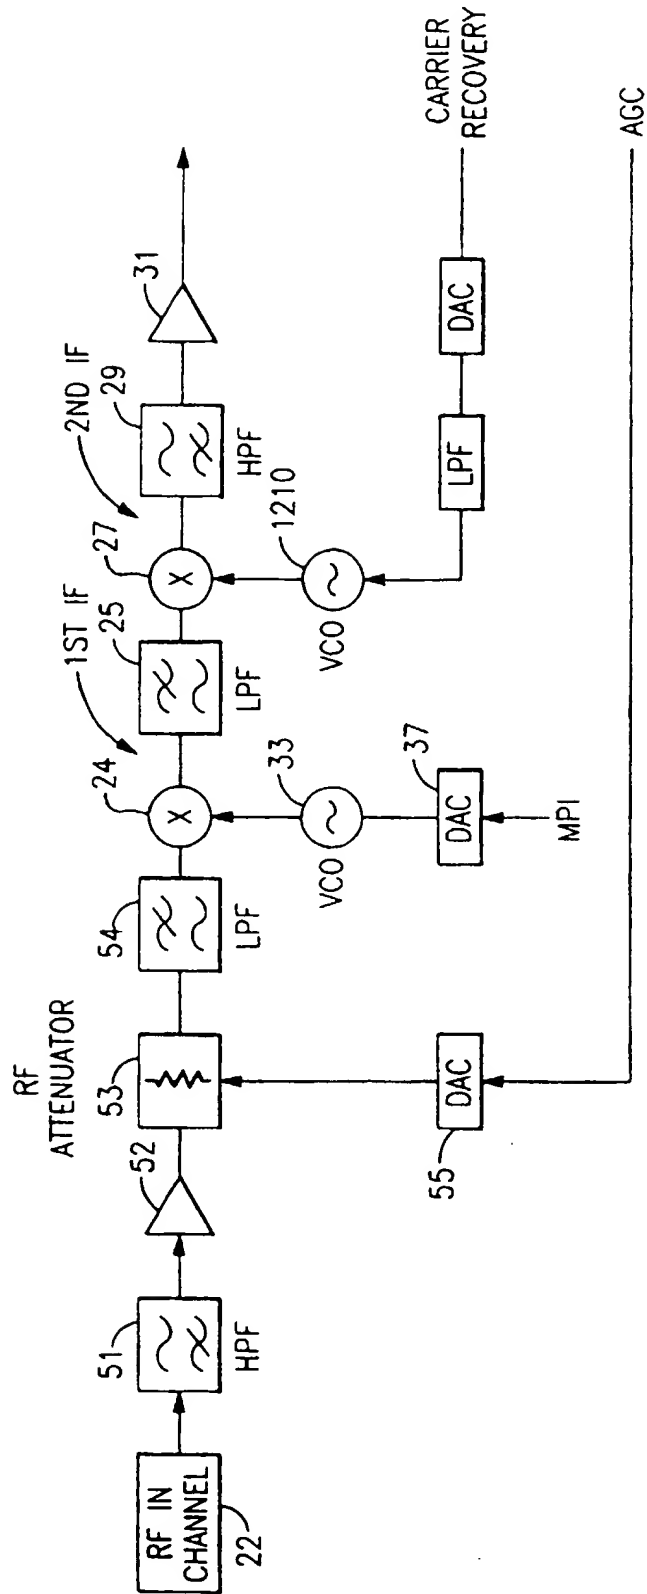 RF IN
CHANNEL
22
51
HPF
52
RF
ATTENUATOR
53
54
LPF
24
1ST IF
25
LPF
27
2ND IF
29
HPF
31
DAC
55
VCO
33
DAC
37
MPI
VCO
1210
LPF
DAC
CARRIER
RECOVERY
AGC